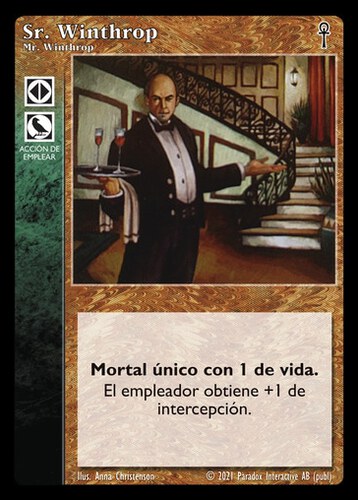 Sr. Winthrop
Mr. Winthrop
ACCIÓN DE
EMPLEAR
Mortal único con 1 de vida.
El empleador obtiene +1 de
intercepción.
Ilus. Anna Christenson
© 2021 Paradox Interactive AB (publ)